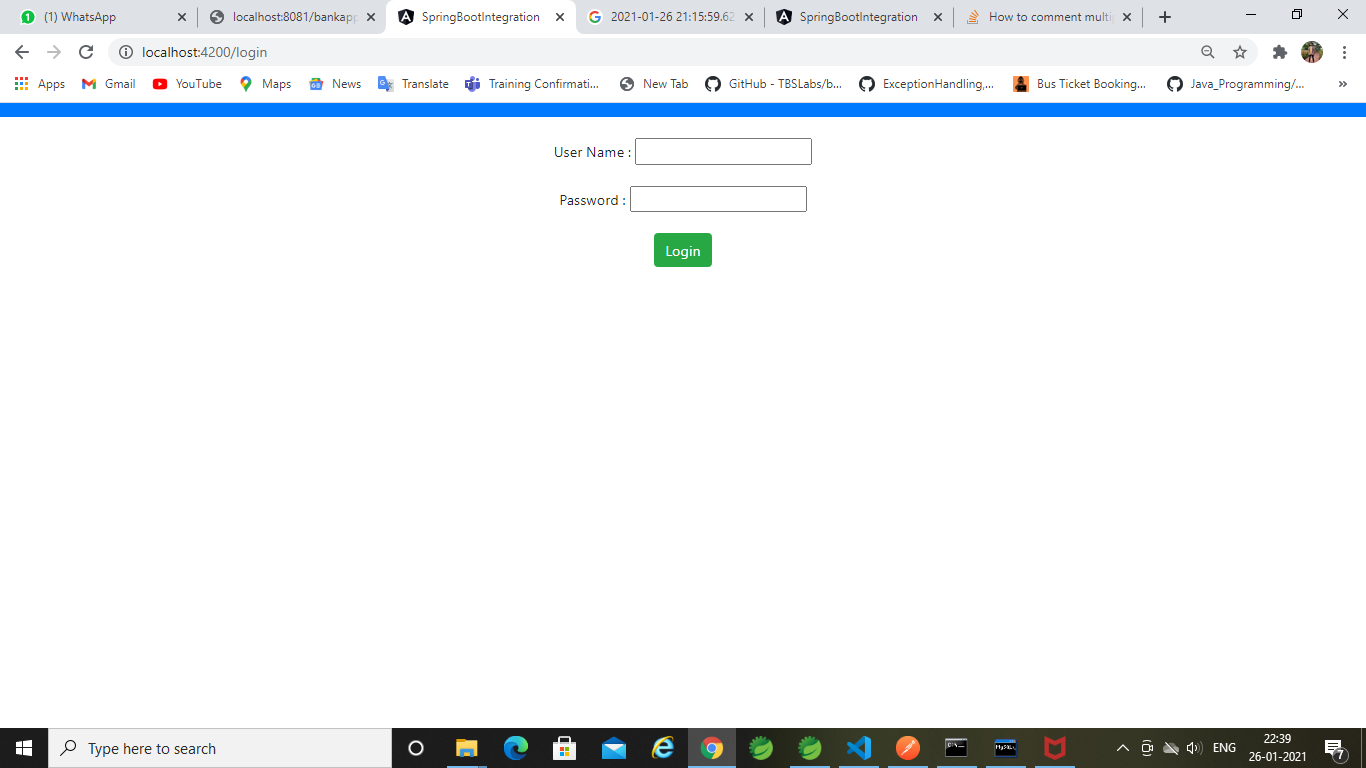 1 (1) WhatsApp
localhost:8081/bankapp
SpringBootIntegration
2021-01-26 21:15:59.62
SpringBootIntegration
How to comment multip
localhost:4200/login
Apps
Gmail
YouTube
Maps
News
Translate
Training Confirmati...
New Tab
GitHub - TBSLabs/b...
ExceptionHandling,...
Bus Ticket Booking...
Java_Programming/...
»
User Name :
Password :
Login
Type here to search
ENG
22:39
26-01-2021
7